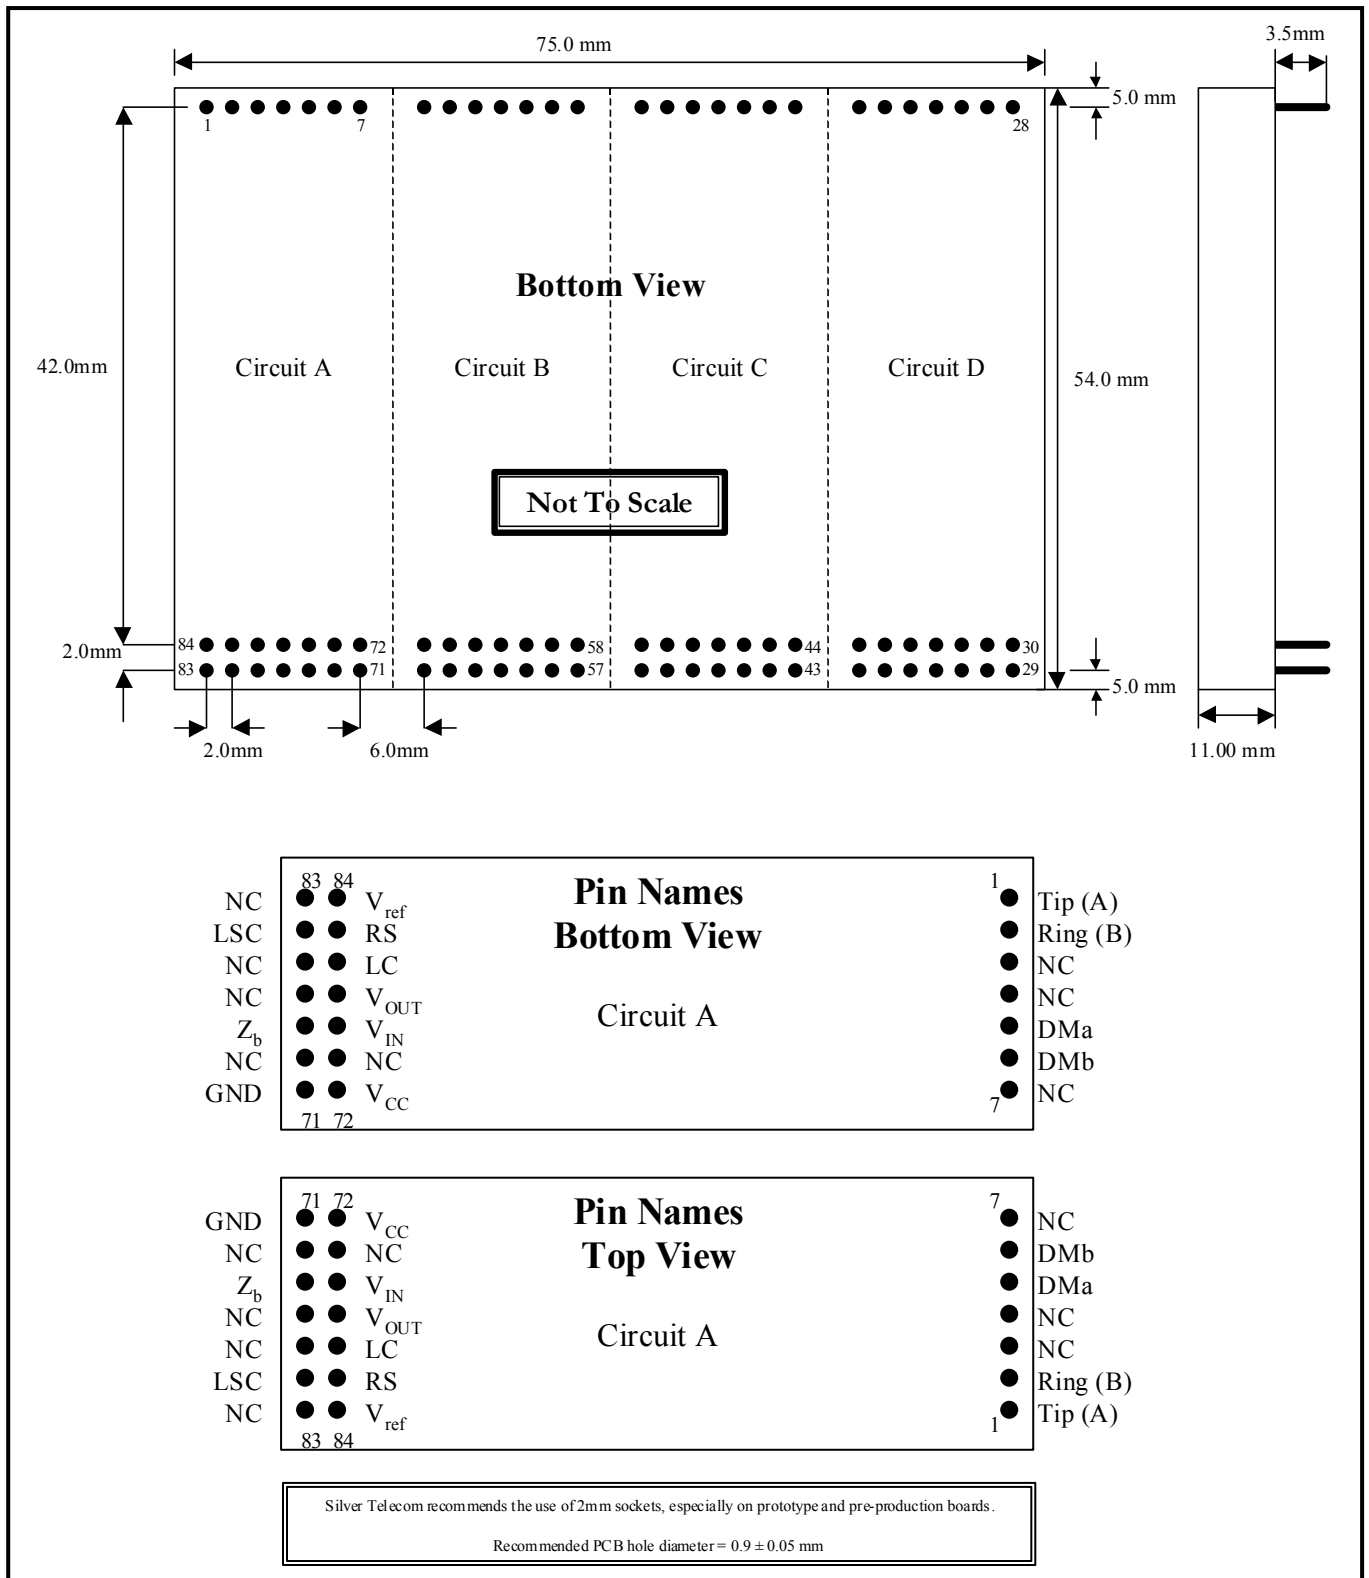 75.0 mm
3.5mm
5.0 mm
1
7
28
Bottom View
42.0mm
Circuit A
Circuit B
Circuit C
Circuit D
54.0 mm
Not To Scale
84
72
58
44
30
2.0mm
83
71
57
43
29
5.0 mm
2.0mm
6.0mm
11.00 mm
83 84
Pin Names
1
NC
Vref
Tip (A)
LSC
RS
Bottom View
Ring (B)
NC
LC
NC
NC
VOUT
Circuit A
NC
Zb
VIN
DMa
NC
NC
DMb
GND
VCC
7
NC
71 72
71 72
Pin Names
7
GND
VCC
NC
NC
NC
Top View
DMb
Zb
VIN
DMa
NC
VOUT
Circuit A
NC
NC
LC
NC
LSC
RS
Ring (B)
NC
Vref
1
Tip (A)
83 84
Silver Telecom recommends the use of 2mm sockets, especially on prototype and pre-production boards.
Recommended PCB hole diameter = 0.9 ± 0.05 mm